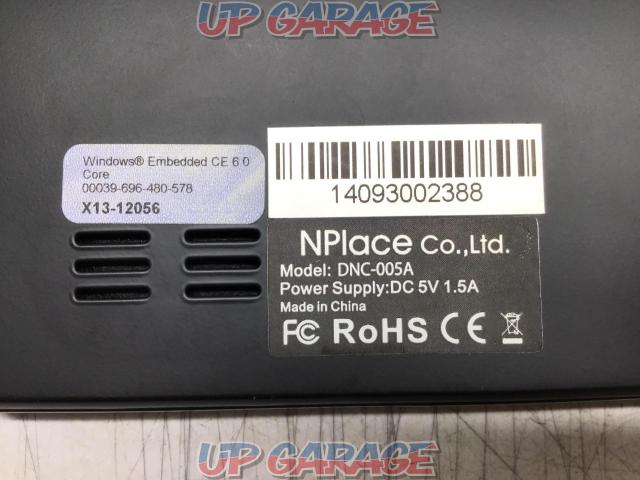 UP GARAGE
Windows® Embedded CE 6.0
Core
00039-696-480-578
X13-12056
14093002388
NPlace Co.,Ltd.
Model: DNC-005A
Power Supply:DC 5V 1.5A
Made in China
FC RoHS CE
UP GARAGE